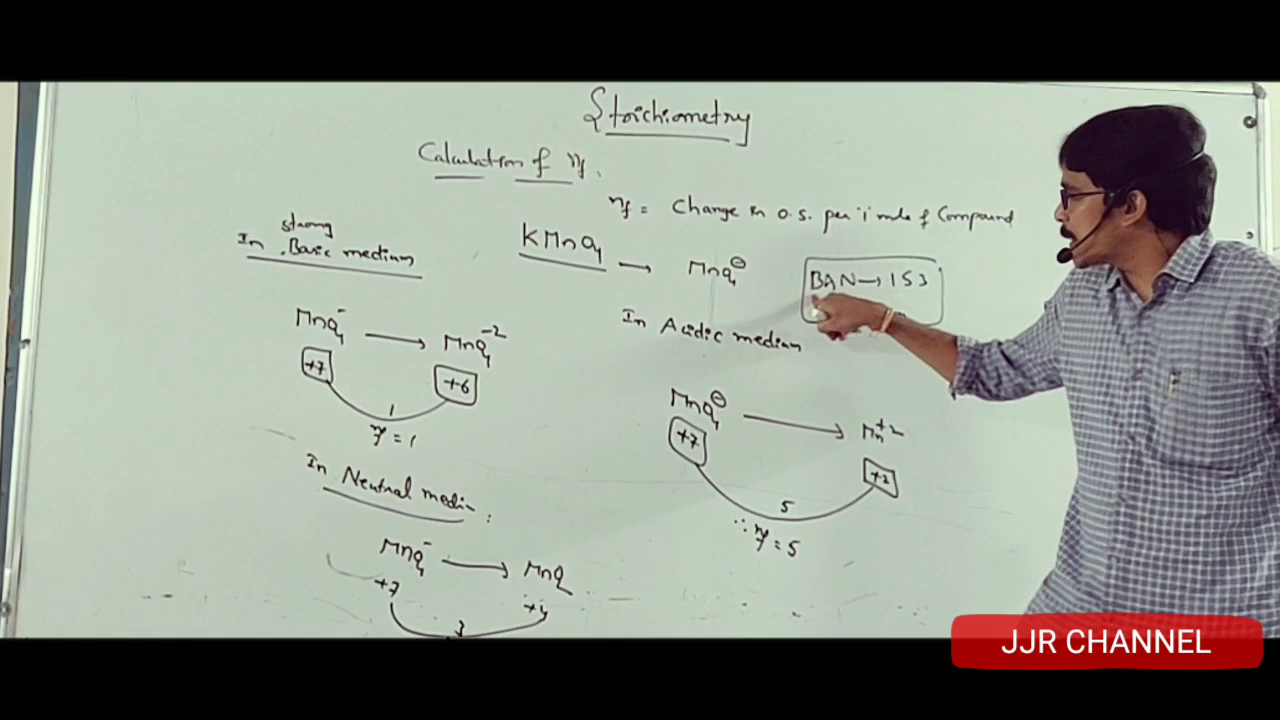 Stoichiometry
Calculation of nf.
nf = Change in o.s. per 1 mole of Compound
KMnO4 → MnO4⊖
BAN → 153
In strong Basic medium
MnO4⁻ → MnO4⁻²
+7 +6
1
nf = 1
In Acidic medium
MnO4⊖ → Mn⁺²
+7 +2
5
∴ nf = 5
In Neutral mediu :
MnO4⁻ → MnO2
+7 +4
3
JJR CHANNEL